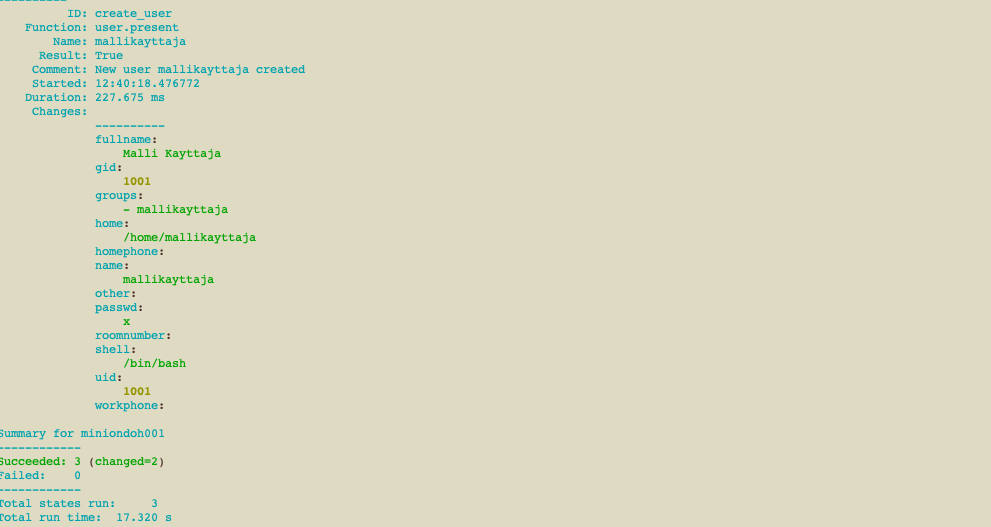 ----------
ID: create_user
Function: user.present
Name: mallikayttaja
Result: True
Comment: New user mallikayttaja created
Started: 12:40:18.476772
Duration: 227.675 ms
Changes:
----------
fullname:
Malli Kayttaja
gid:
1001
groups:
- mallikayttaja
home:
/home/mallikayttaja
homephone:
name:
mallikayttaja
other:
passwd:
x
roomnumber:
shell:
/bin/bash
uid:
1001
workphone:
Summary for miniondoh001
------------
Succeeded: 3 (changed=2)
Failed: 0
------------
Total states run: 3
Total run time: 17.320 s